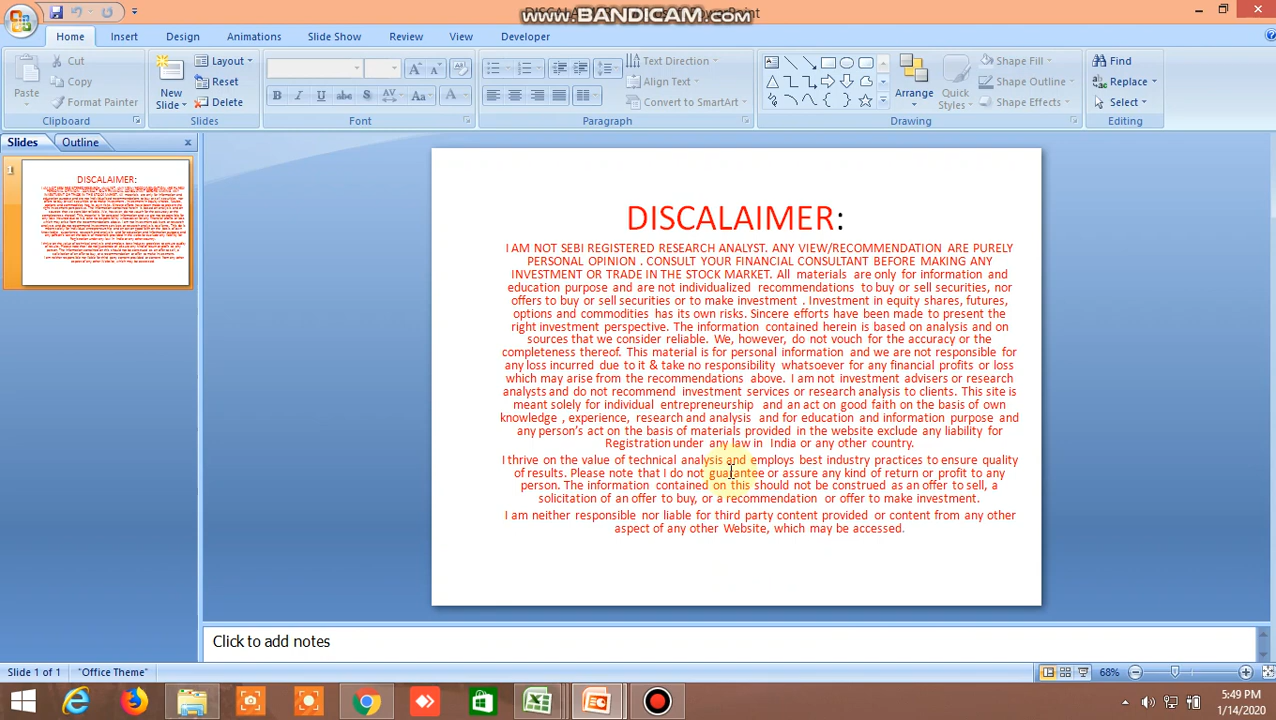 www.BANDICAM.com
Home Insert Design Animations Slide Show Review View Developer
Cut
Copy
Format Painter
Paste
Clipboard
New
Slide
Layout
Reset
Delete
Slides
Font
Text Direction
Align Text
Convert to SmartArt
Paragraph
Arrange
Quick
Styles
Shape Fill
Shape Outline
Shape Effects
Drawing
Find
Replace
Select
Editing
Slides Outline
1
DISCALAIMER:
DISCALAIMER:
I AM NOT SEBI REGISTERED RESEARCH ANALYST. ANY VIEW/RECOMMENDATION ARE PURELY
PERSONAL OPINION . CONSULT YOUR FINANCIAL CONSULTANT BEFORE MAKING ANY
INVESTMENT OR TRADE IN THE STOCK MARKET. All materials are only for information and
education purpose and are not individualized recommendations to buy or sell securities, nor
offers to buy or sell securities or to make investment . Investment in equity shares, futures,
options and commodities has its own risks. Sincere efforts have been made to present the
right investment perspective. The information contained herein is based on analysis and on
sources that we consider reliable. We, however, do not vouch for the accuracy or the
completeness thereof. This material is for personal information and we are not responsible for
any loss incurred due to it & take no responsibility whatsoever for any financial profits or loss
which may arise from the recommendations above. I am not investment advisers or research
analysts and do not recommend investment services or research analysis to clients. This site is
meant solely for individual entrepreneurship and an act on good faith on the basis of own
knowledge , experience, research and analysis and for education and information purpose and
any person's act on the basis of materials provided in the website exclude any liability for
Registration under any law in India or any other country.
I thrive on the value of technical analysis and employs best industry practices to ensure quality
of results. Please note that I do not guarantee or assure any kind of return or profit to any
person. The information contained on this should not be construed as an offer to sell, a
solicitation of an offer to buy, or a recommendation or offer to make investment.
I am neither responsible nor liable for third party content provided or content from any other
aspect of any other Website, which may be accessed.
Click to add notes
Slide 1 of 1 "Office Theme" 68%
5:49 PM
1/14/2020